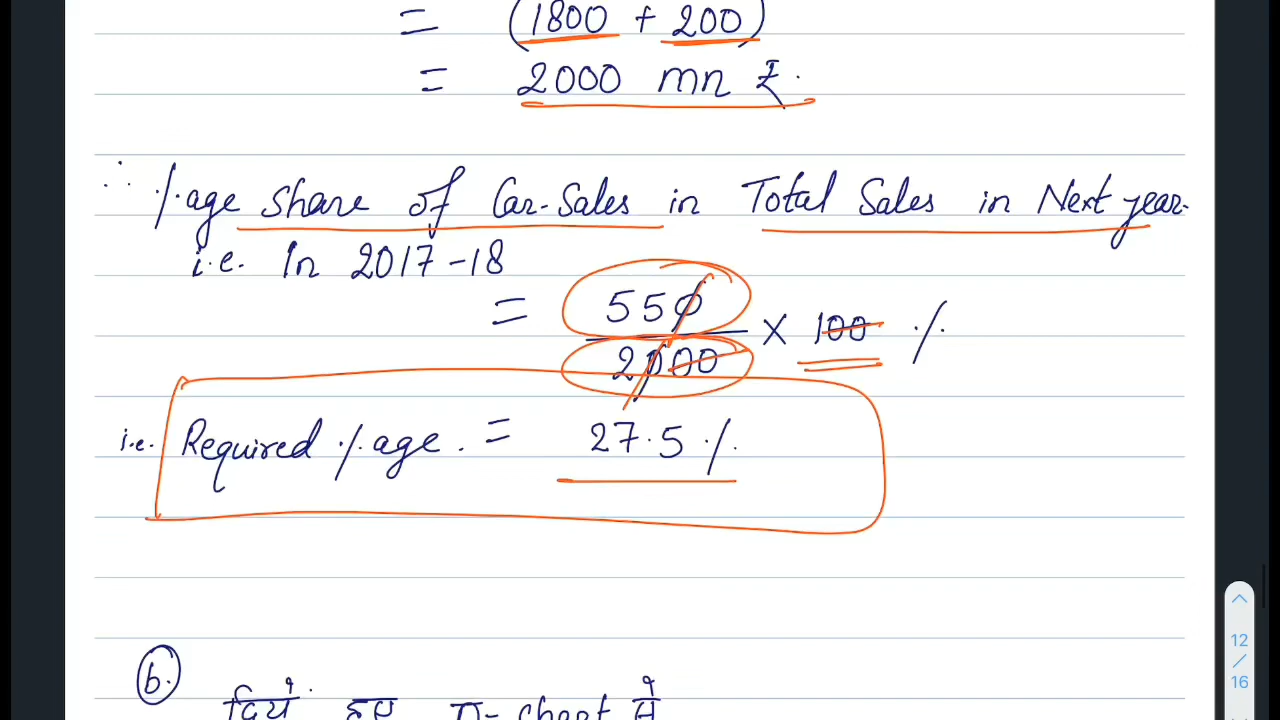 = (1800 + 200)
= 2000 mn ₹.
∴ %age share of Car-Sales in Total Sales in Next year.
i.e. In 2017-18
= 550/2000 × 100 %
i.e. Required %age. = 27.5 %
b.
दिये हुए पा-chart में
12
/
16